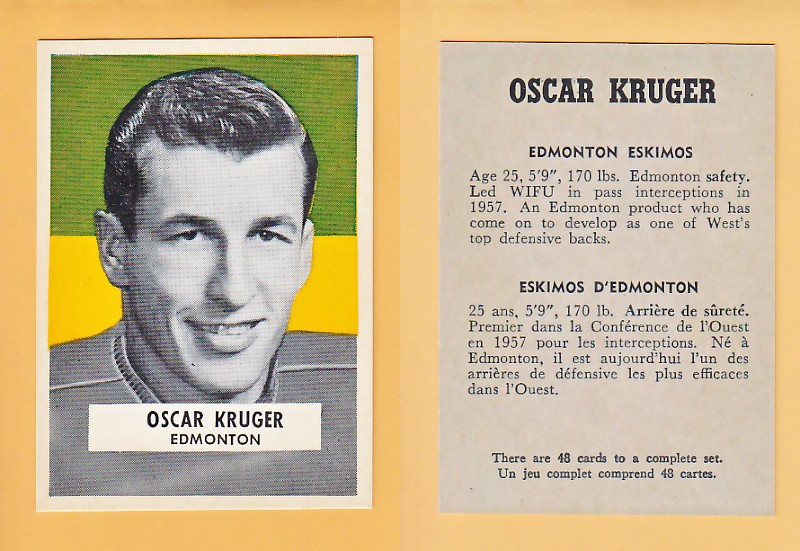 OSCAR KRUGER
EDMONTON
OSCAR KRUGER
EDMONTON ESKIMOS
Age 25, 5'9", 170 lbs. Edmonton safety.
Led WIFU in pass interceptions in
1957. An Edmonton product who has
come on to develop as one of West's
top defensive backs.
ESKIMOS D'EDMONTON
25 ans, 5'9", 170 lb. Arrière de sûreté.
Premier dans la Conférence de l'Ouest
en 1957 pour les interceptions. Né à
Edmonton, il est aujourd'hui l'un des
arrières de défensive les plus efficaces
dans l'Ouest.
There are 48 cards to a complete set.
Un jeu complet comprend 48 cartes.